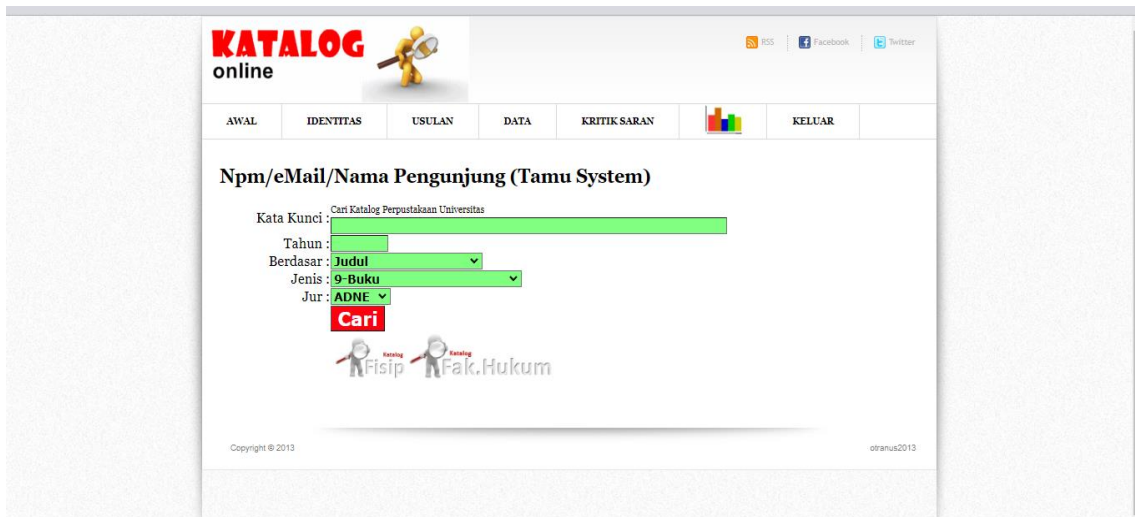 KATALOG
online
RSS Facebook Twitter
AWAL IDENTITAS USULAN DATA KRITIK SARAN KELUAR
Npm/eMail/Nama Pengunjung (Tamu System)
Cari Katalog Perpustakaan Universitas
Kata Kunci :
Tahun :
Berdasar : Judul
Jenis : 9-Buku
Jur : ADNE
Cari
Katalog Fisip Katalog Fak.Hukum
Copyright © 2013 otranus2013